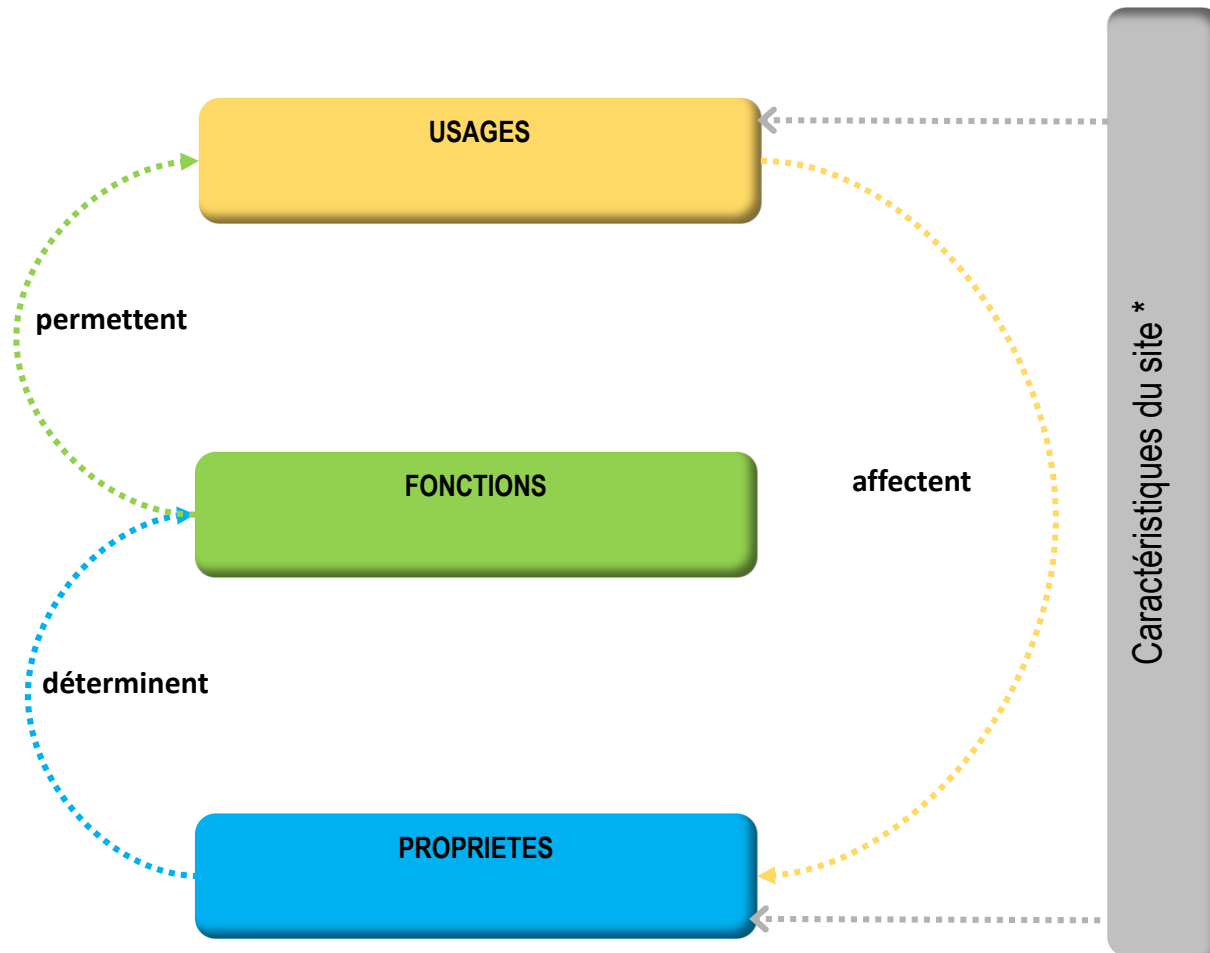 USAGES
permettent
FONCTIONS
affectent
déterminent
PROPRIETES
Caractéristiques du site *